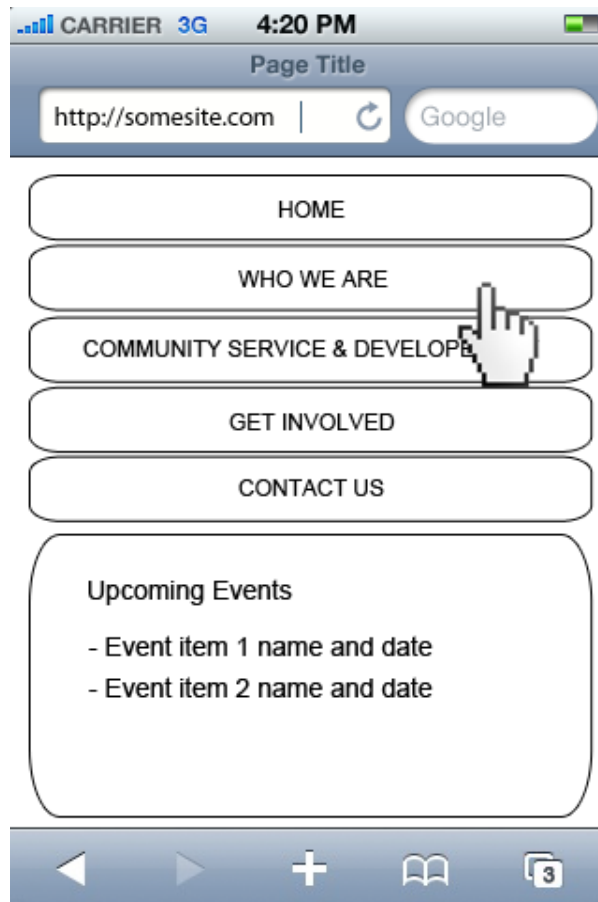 CARRIER 3G 4:20 PM
Page Title
http://somesite.com Google
HOME
WHO WE ARE
COMMUNITY SERVICE &
GET INVOLVED
CONTACT US
Upcoming Events
- Event item 1 name and date
- Event item 2 name and date
3